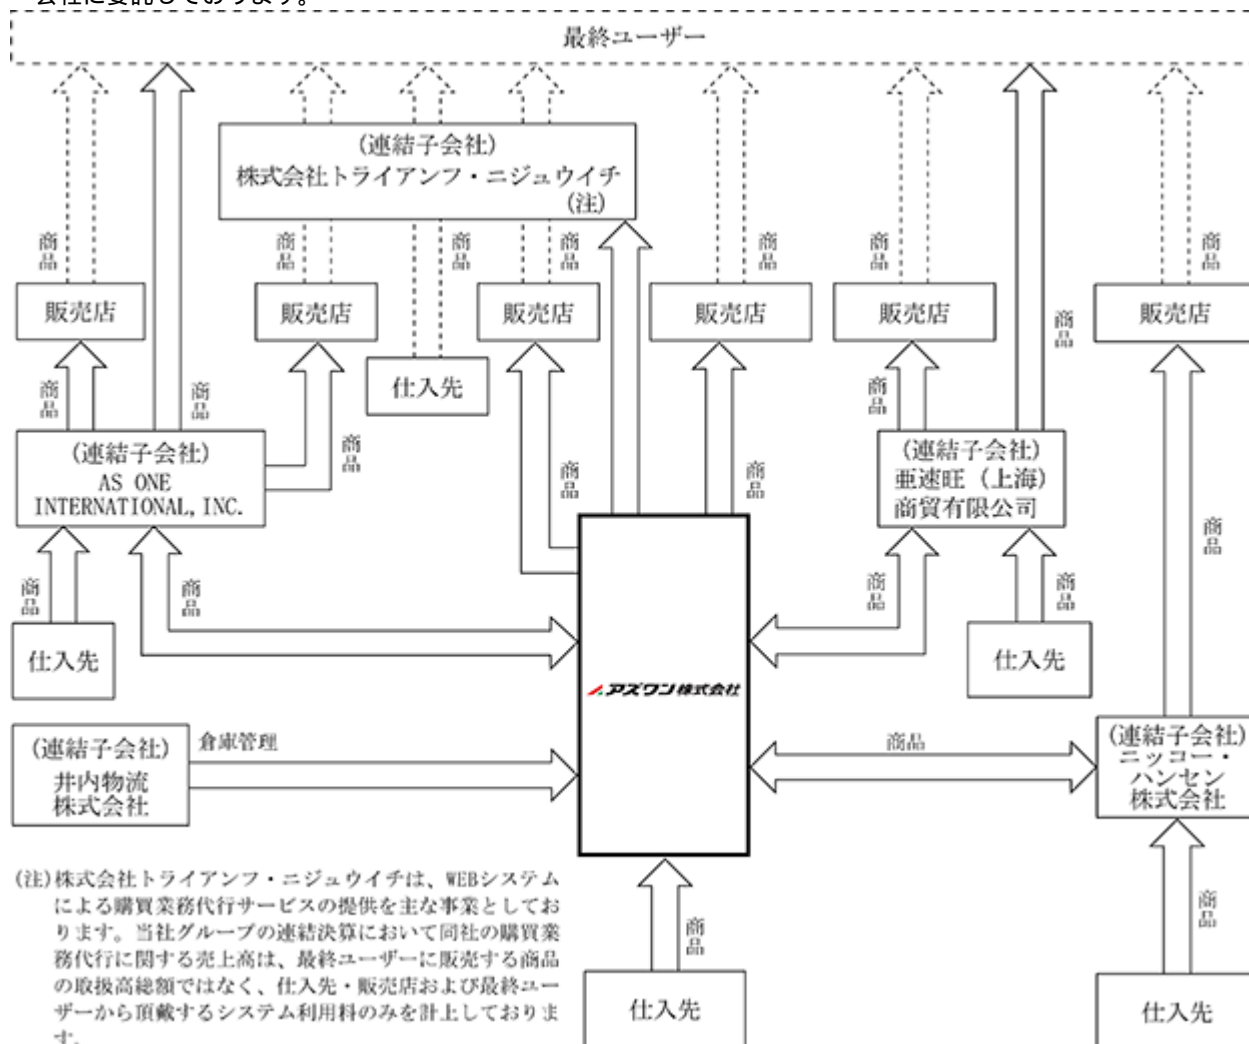 会社に委託しております。
最終ユーザー
(連結子会社)
株式会社トライアンフ・ニジュウイチ
(注)
商品
商品
商品
商品
商品
商品
商品
販売店
販売店
販売店
販売店
販売店
販売店
商品
仕入先
商品
商品
商品
商品
(連結子会社)
AS ONE
INTERNATIONAL, INC.
商品
商品
商品
(連結子会社)
亜速旺（上海）
商貿有限公司
商品
商品
商品
商品
商品
仕入先
仕入先
アズワン株式会社
(連結子会社)
井内物流
株式会社
倉庫管理
商品
(連結子会社)
ニッコー・
ハンセン
株式会社
(注)株式会社トライアンフ・ニジュウイチは、WEBシステム
による購買業務代行サービスの提供を主な事業としてお
ります。当社グループの連結決算において同社の購買業
務代行に関する売上高は、最終ユーザーに販売する商品
の取扱高総額ではなく、仕入先・販売店および最終ユー
ザーから頂戴するシステム利用料のみを計上しておりま
す。
商品
商品
仕入先
仕入先